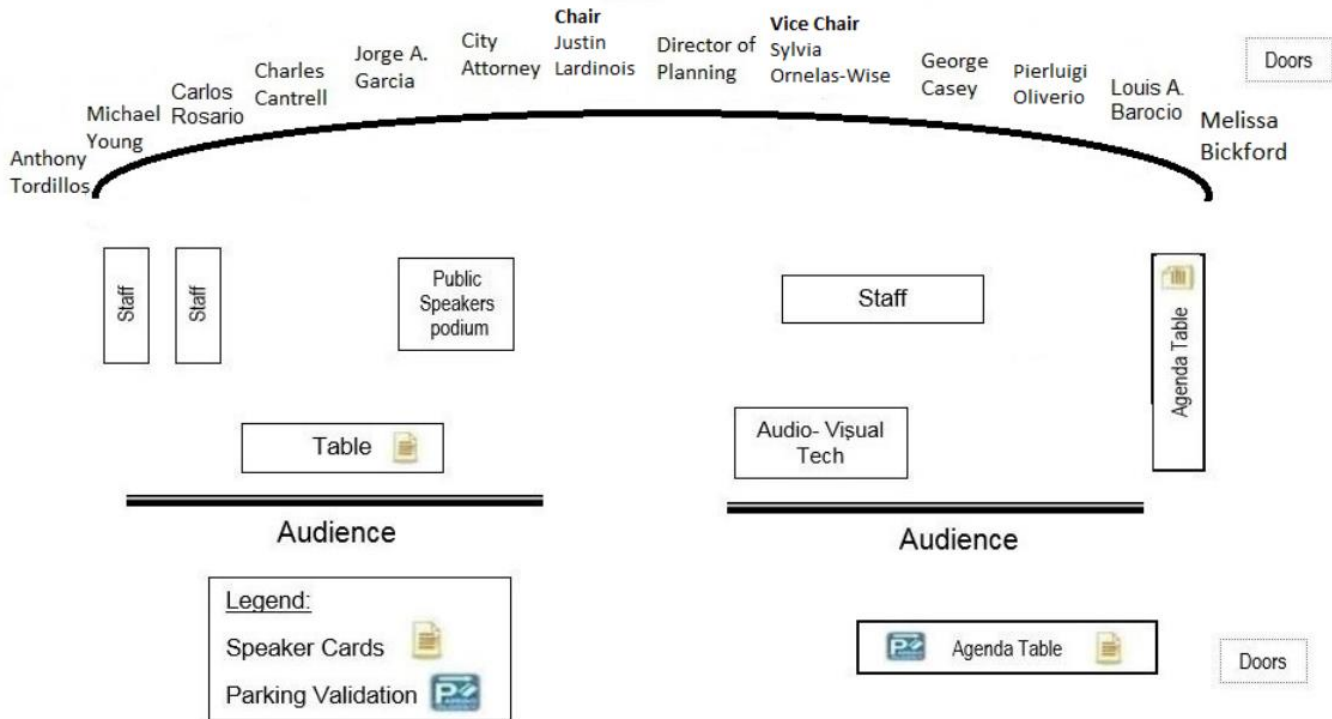 Anthony
Tordillos
Michael
Young
Carlos
Rosario
Charles
Cantrell
Jorge A.
Garcia
City
Attorney
Chair
Justin
Lardinois
Director of
Planning
Vice Chair
Sylvia
Ornelas-Wise
George
Casey
Pierluigi
Oliverio
Louis A.
Barocio
Melissa
Bickford
Doors
Staff
Staff
Public
Speakers
podium
Staff
Agenda Table
Table
Audio- Visual
Tech
Audience
Audience
Legend:
Speaker Cards
Parking Validation
Agenda Table
Doors